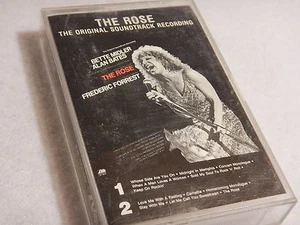 THE ROSE
THE ORIGINAL SOUNDTRACK RECORDING
BETTE MIDLER
ALAN BATES
THE ROSE
FREDERIC FORREST
1
Whose Side Are You On • Midnight in Memphis • Concert Monologue •
When A Man Loves A Woman • Sold My Soul To Rock 'n' Roll •
Keep On Rockin'
2
Love Me With A Feeling • Camellia • Homecoming Monologue •
Stay With Me • Let Me Call You Sweetheart • The Rose